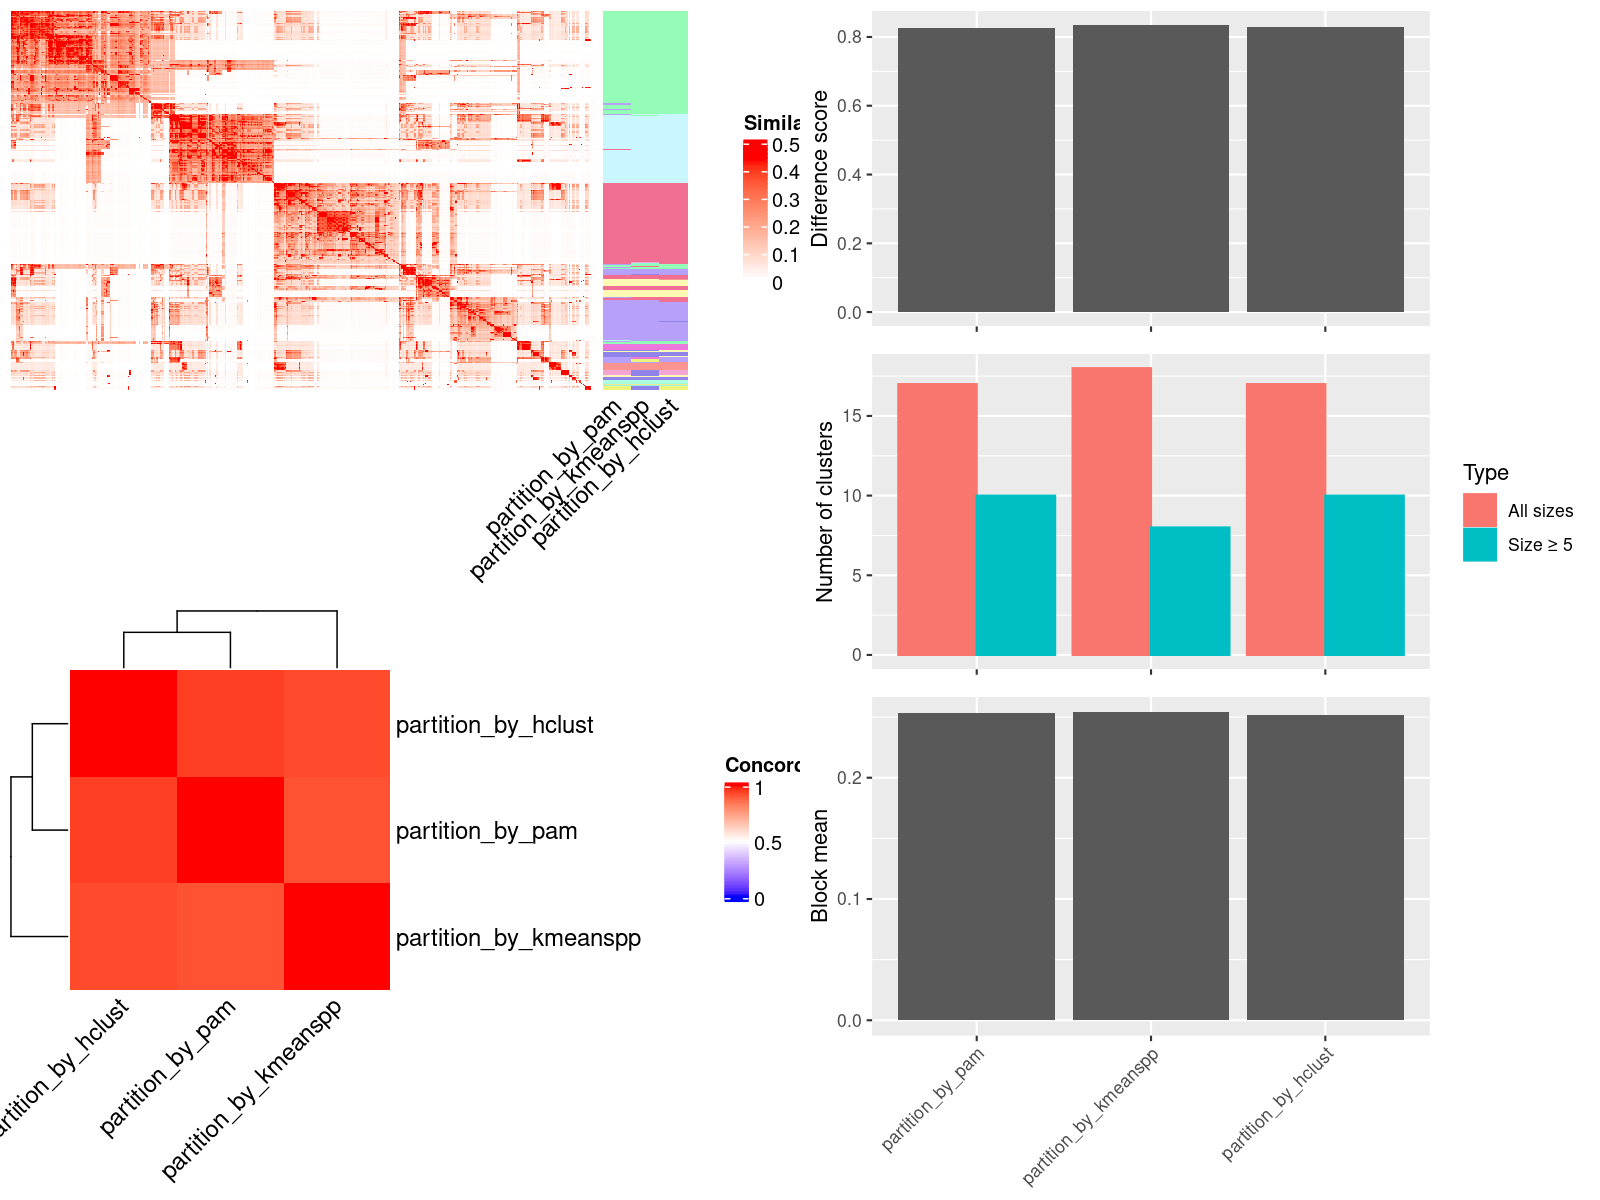 Simila
0.5
0.4
0.3
0.2
0.1
0
partition_by_pam
partition_by_kmeanspp
partition_by_hclust
partition_by_hclust
partition_by_pam
partition_by_kmeanspp
artition_by_hclust
partition_by_pam
partition_by_kmeanspp
Concord
1
0.5
0
Difference score
0.8
0.6
0.4
0.2
0.0
Number of clusters
15
10
5
0
Type
All sizes
Size ≥ 5
Block mean
0.2
0.1
0.0
partition_by_pam
partition_by_kmeanspp
partition_by_hclust